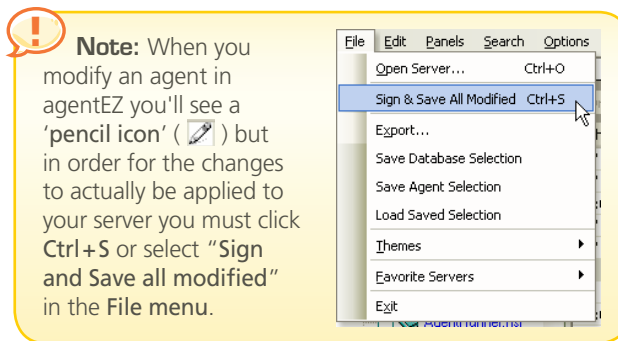 Note: When you
modify an agent in
agentEZ you'll see a
‘pencil icon’ ( ) but
in order for the changes
to actually be applied to
your server you must click
Ctrl+S or select “Sign
and Save all modified”
in the File menu.
File Edit Panels Search Options
Open Server... Ctrl+O
Sign & Save All Modified Ctrl+S
Export...
Save Database Selection
Save Agent Selection
Load Saved Selection
Themes
Favorite Servers
Exit